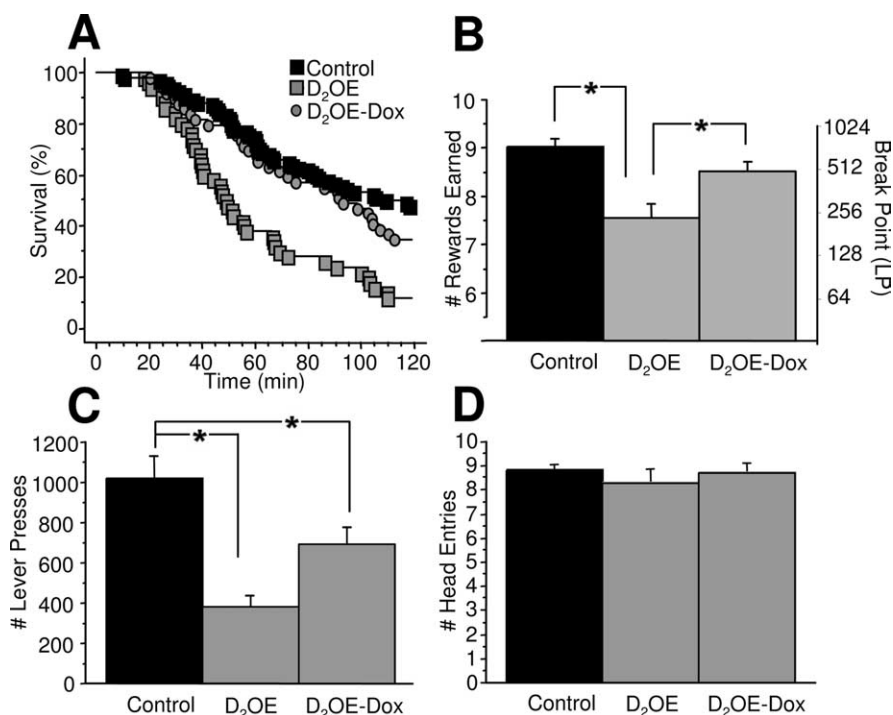 A
Survival (%)
100
80
60
40
20
0
0 20 40 60 80 100 120
Time (min)
Control
D₂OE
D₂OE-Dox
B
# Rewards Earned
10
9
8
7
6
*
*
1024
512
256
128
64
Break Point (LP)
Control D₂OE D₂OE-Dox
C
# Lever Presses
1200
1000
800
600
400
200
0
*
*
Control D₂OE D₂OE-Dox
D
# Head Entries
10
9
8
7
6
5
4
3
2
1
0
Control D₂OE D₂OE-Dox